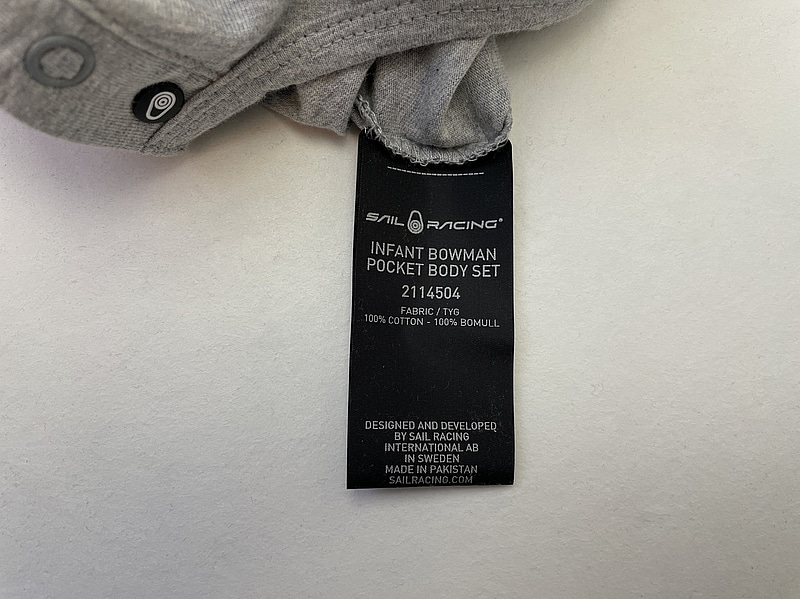 SAIL RACING®
INFANT BOWMAN
POCKET BODY SET
2114504
FABRIC / TYG
100% COTTON - 100% BOMULL
DESIGNED AND DEVELOPED
BY SAIL RACING
INTERNATIONAL AB
IN SWEDEN
MADE IN PAKISTAN
SAILRACING.COM